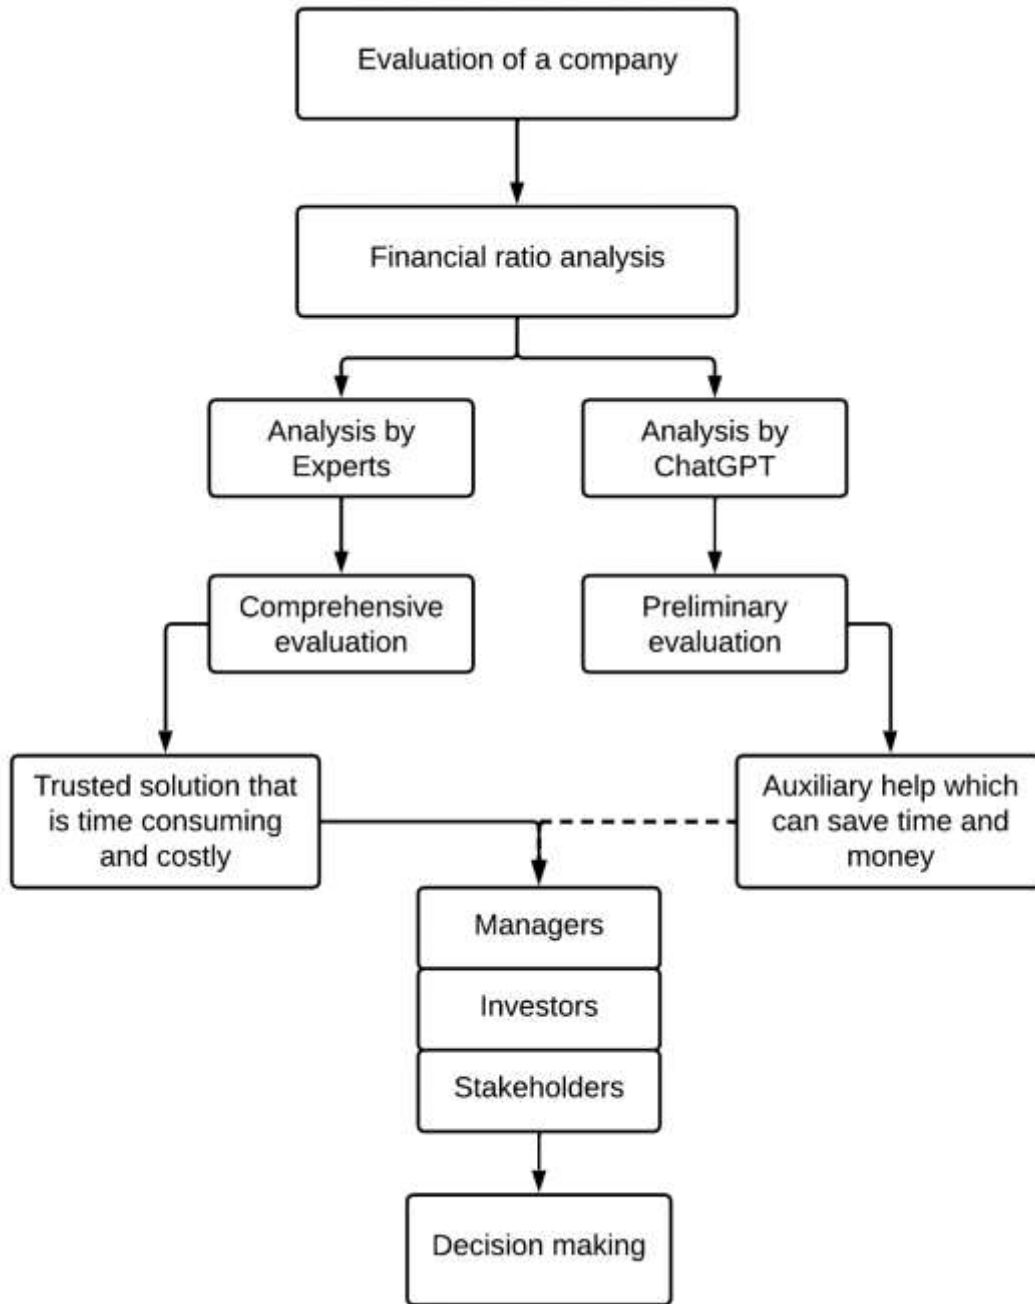 Evaluation of a company
Financial ratio analysis
Analysis by
Experts
Analysis by
ChatGPT
Comprehensive
evaluation
Preliminary
evaluation
Trusted solution that
is time consuming
and costly
Auxiliary help which
can save time and
money
Managers
Investors
Stakeholders
Decision making